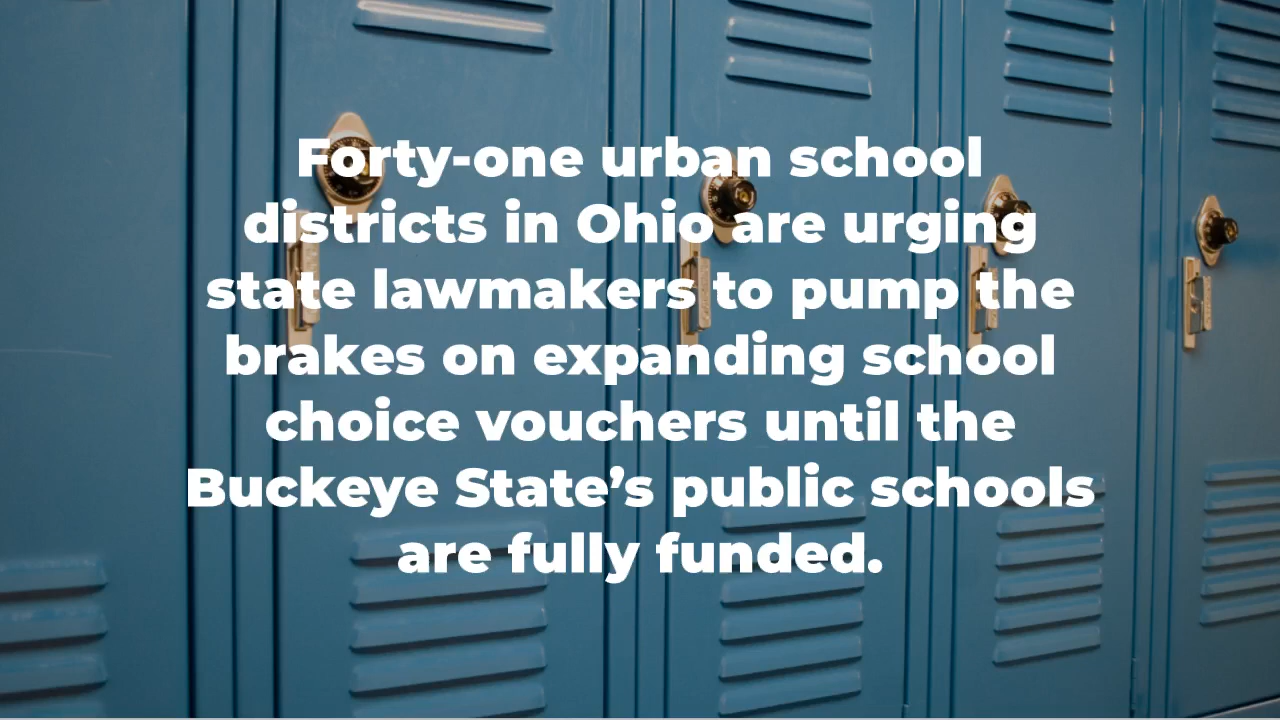 Forty-one urban school
districts in Ohio are urging
state lawmakers to pump the
brakes on expanding school
choice vouchers until the
Buckeye State’s public schools
are fully funded.